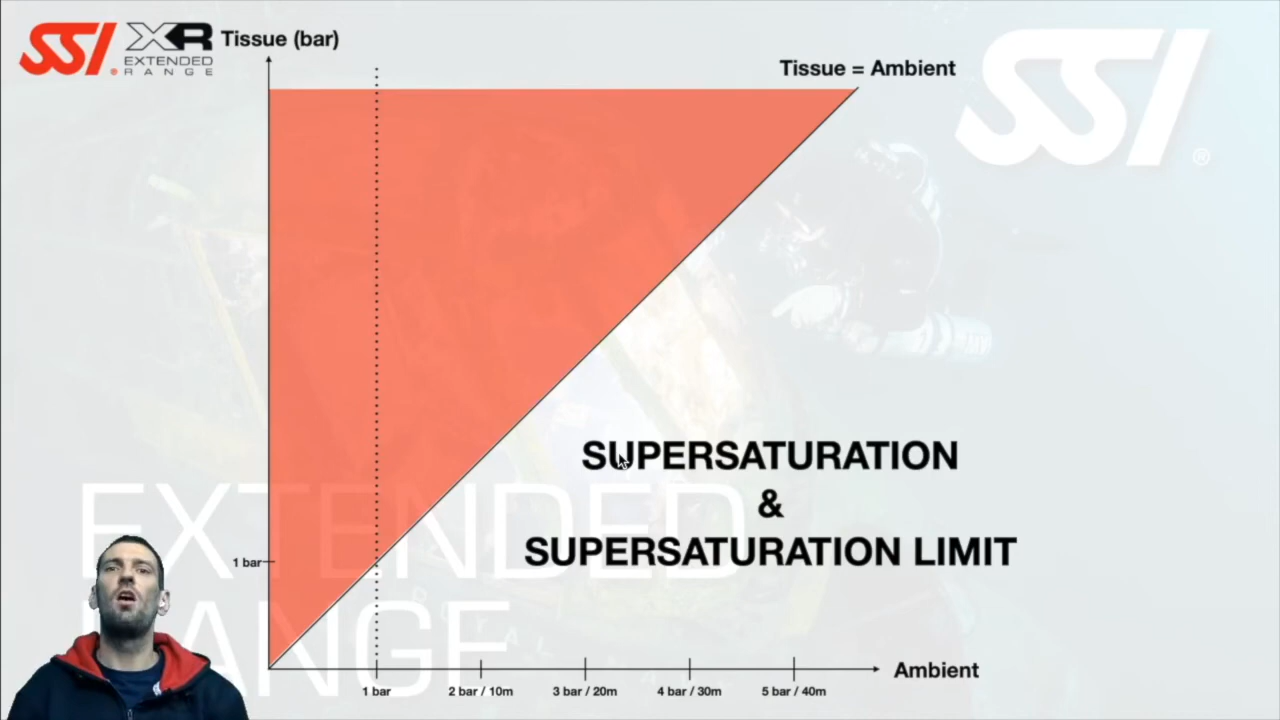 SSI
®
XR
EXTENDED
RANGE
Tissue (bar)
Tissue = Ambient
SSI
®
SUPERSATURATION
&
SUPERSATURATION LIMIT
EXTENDED
RANGE
1 bar
Ambient
1 bar
2 bar / 10m
3 bar / 20m
4 bar / 30m
5 bar / 40m